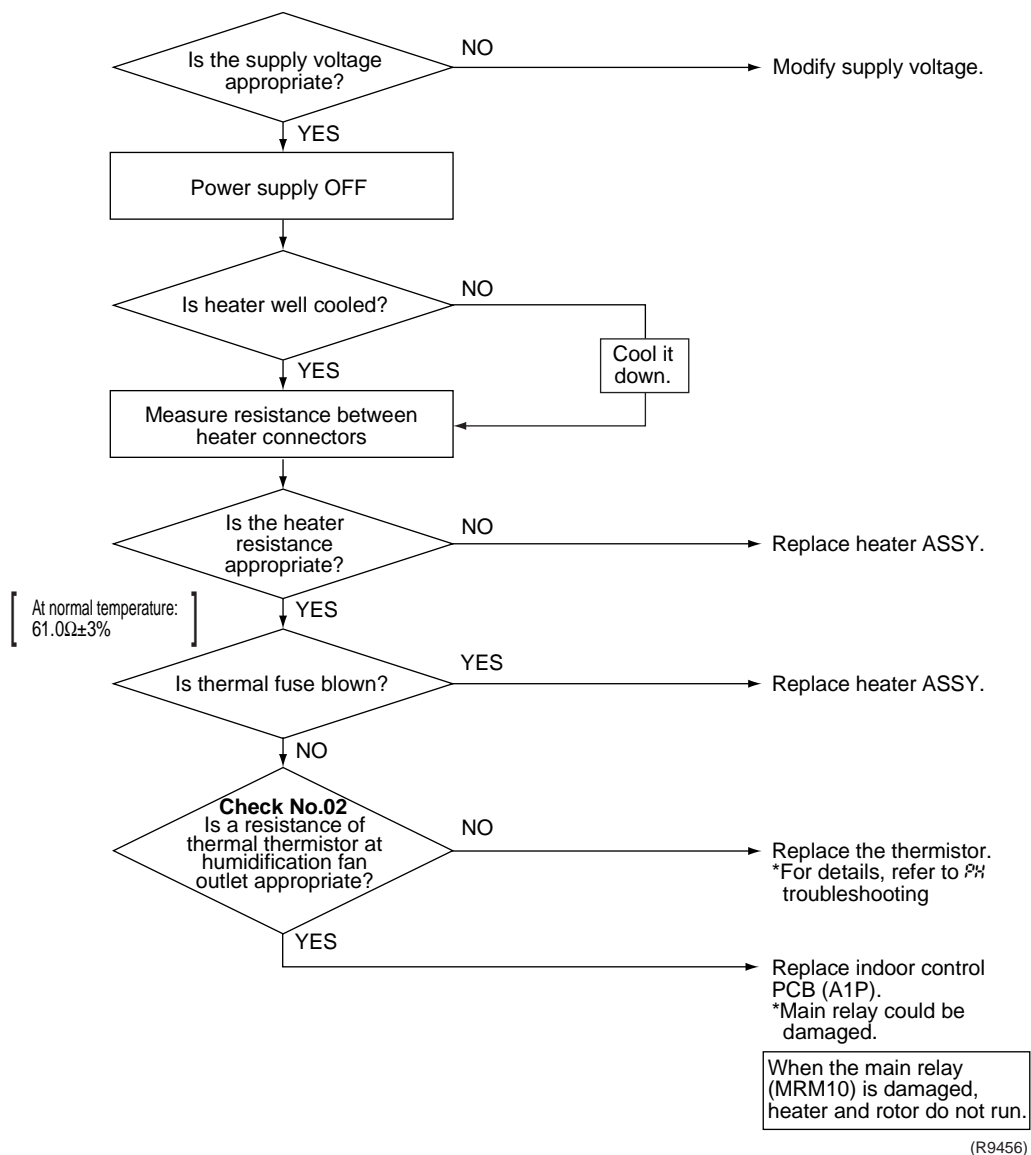 Is the supply voltage
appropriate?
NO
Modify supply voltage.
YES
Power supply OFF
Is heater well cooled?
NO
Cool it
down.
YES
Measure resistance between
heater connectors
Is the heater
resistance
appropriate?
NO
Replace heater ASSY.
At normal temperature:
61.0Ω±3%
YES
Is thermal fuse blown?
YES
Replace heater ASSY.
NO
Check No.02
Is a resistance of
thermal thermistor at
humidification fan
outlet appropriate?
NO
Replace the thermistor.
*For details, refer to PH
troubleshooting
YES
Replace indoor control
PCB (A1P).
*Main relay could be
damaged.
When the main relay
(MRM10) is damaged,
heater and rotor do not run.
(R9456)